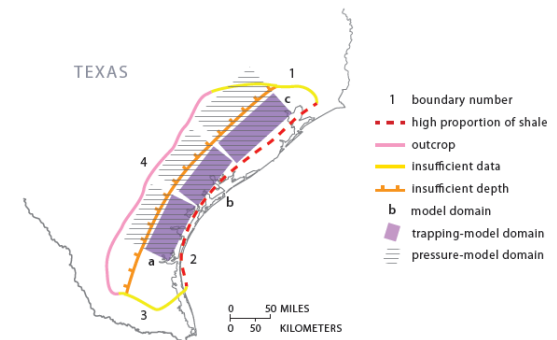 TEXAS
1
c
4
b
a
2
3
0 50 MILES
0 50 KILOMETERS
1 boundary number
high proportion of shale
outcrop
insufficient data
insufficient depth
b model domain
trapping-model domain
pressure-model domain